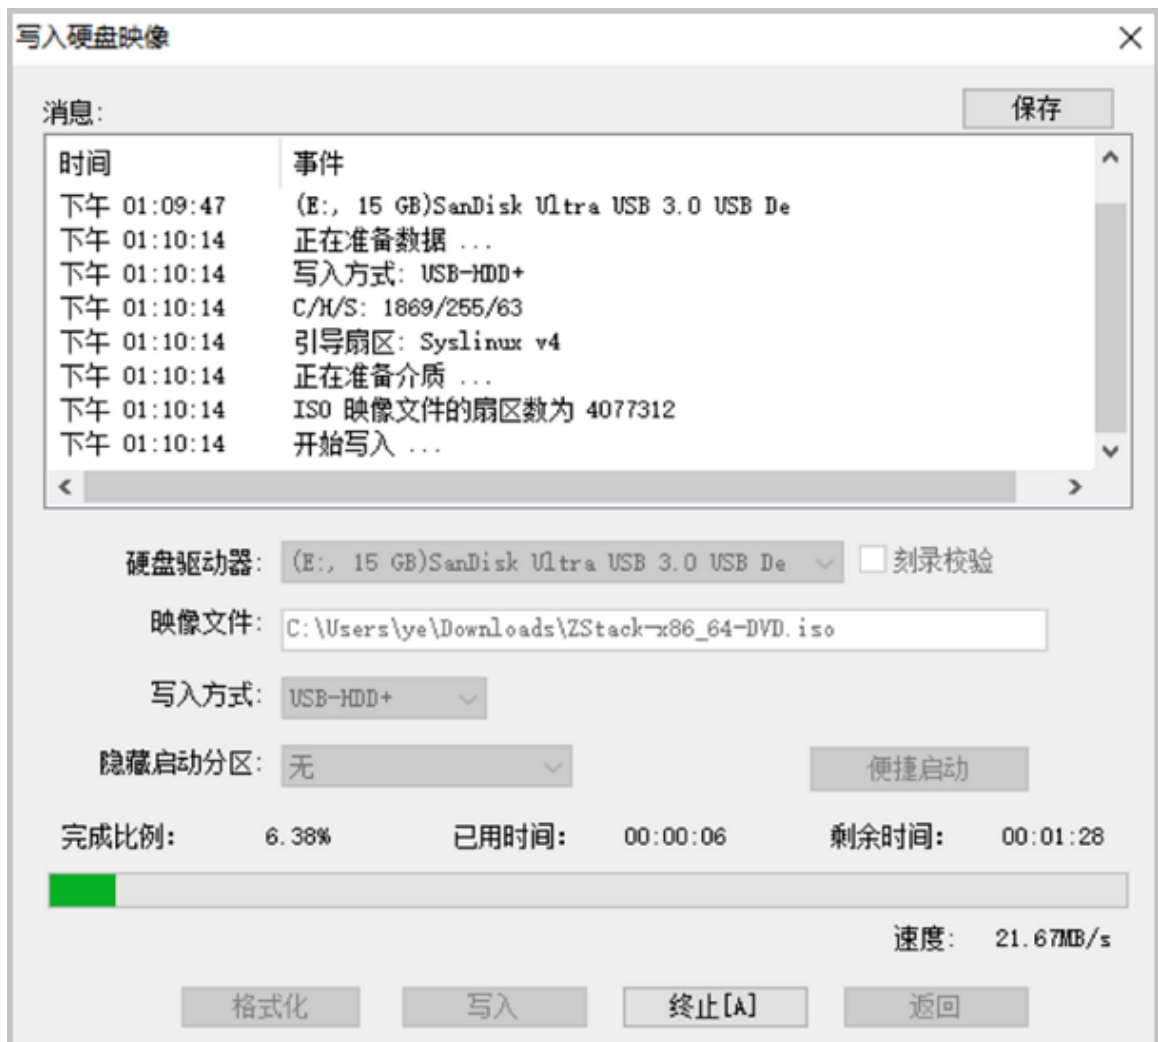 写入硬盘映像
消息:
保存
时间 事件
下午 01:09:47 (E:, 15 GB)SanDisk Ultra USB 3.0 USB De
下午 01:10:14 正在准备数据 ...
下午 01:10:14 写入方式: USB-HDD+
下午 01:10:14 C/H/S: 1869/255/63
下午 01:10:14 引导扇区: Syslinux v4
下午 01:10:14 正在准备介质 ...
下午 01:10:14 ISO 映像文件的扇区数为 4077312
下午 01:10:14 开始写入 ...
硬盘驱动器: (E:, 15 GB)SanDisk Ultra USB 3.0 USB De 刻录校验
映像文件: C:\Users\ye\Downloads\ZStack-x86_64-DVD.iso
写入方式: USB-HDD+
隐藏启动分区: 无 便捷启动
完成比例: 6.38% 已用时间: 00:00:06 剩余时间: 00:01:28
速度: 21.67MB/s
格式化 写入 终止[A] 返回